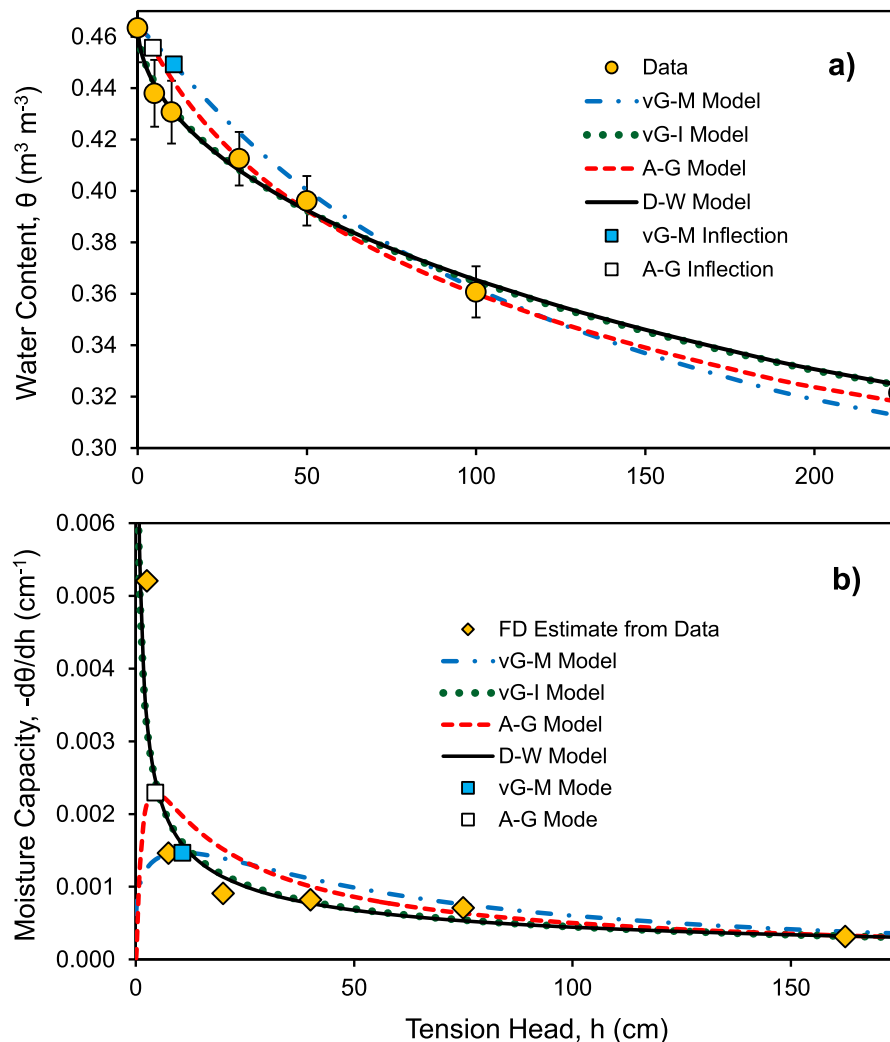 0.46
0.44
0.42
0.40
0.38
0.36
0.34
0.32
0.30
Water Content, θ (m³ m⁻³)
a)
Data
vG-M Model
vG-I Model
A-G Model
D-W Model
vG-M Inflection
A-G Inflection
0 50 100 150 200
0.006
0.005
0.004
0.003
0.002
0.001
0.000
Moisture Capacity, -dθ/dh (cm⁻¹)
b)
FD Estimate from Data
vG-M Model
vG-I Model
A-G Model
D-W Model
vG-M Mode
A-G Mode
0 50 100 150
Tension Head, h (cm)